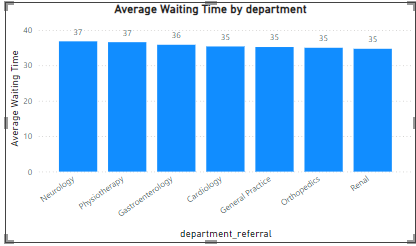 Average Waiting Time by department
Average Waiting Time
40
30
20
10
0
37
37
36
35
35
35
35
Neurology
Physiotherapy
Gastroenterology
Cardiology
General Practice
Orthopedics
Renal
department_referral